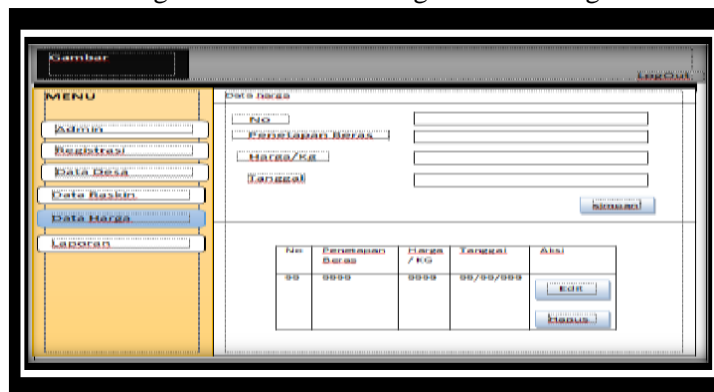 Gambar
LogOut
MENU
Admin
Registrasi
Data Desa
Data Raskin
Data Harga
Laporan
Data harga
No
Penetapan Beras
Harga/Kg
Tanggal
simpan
No Penetapan Harga Tanggal Aksi
Beras /KG
99 9999 9999 99/99/999
Edit
Hapus